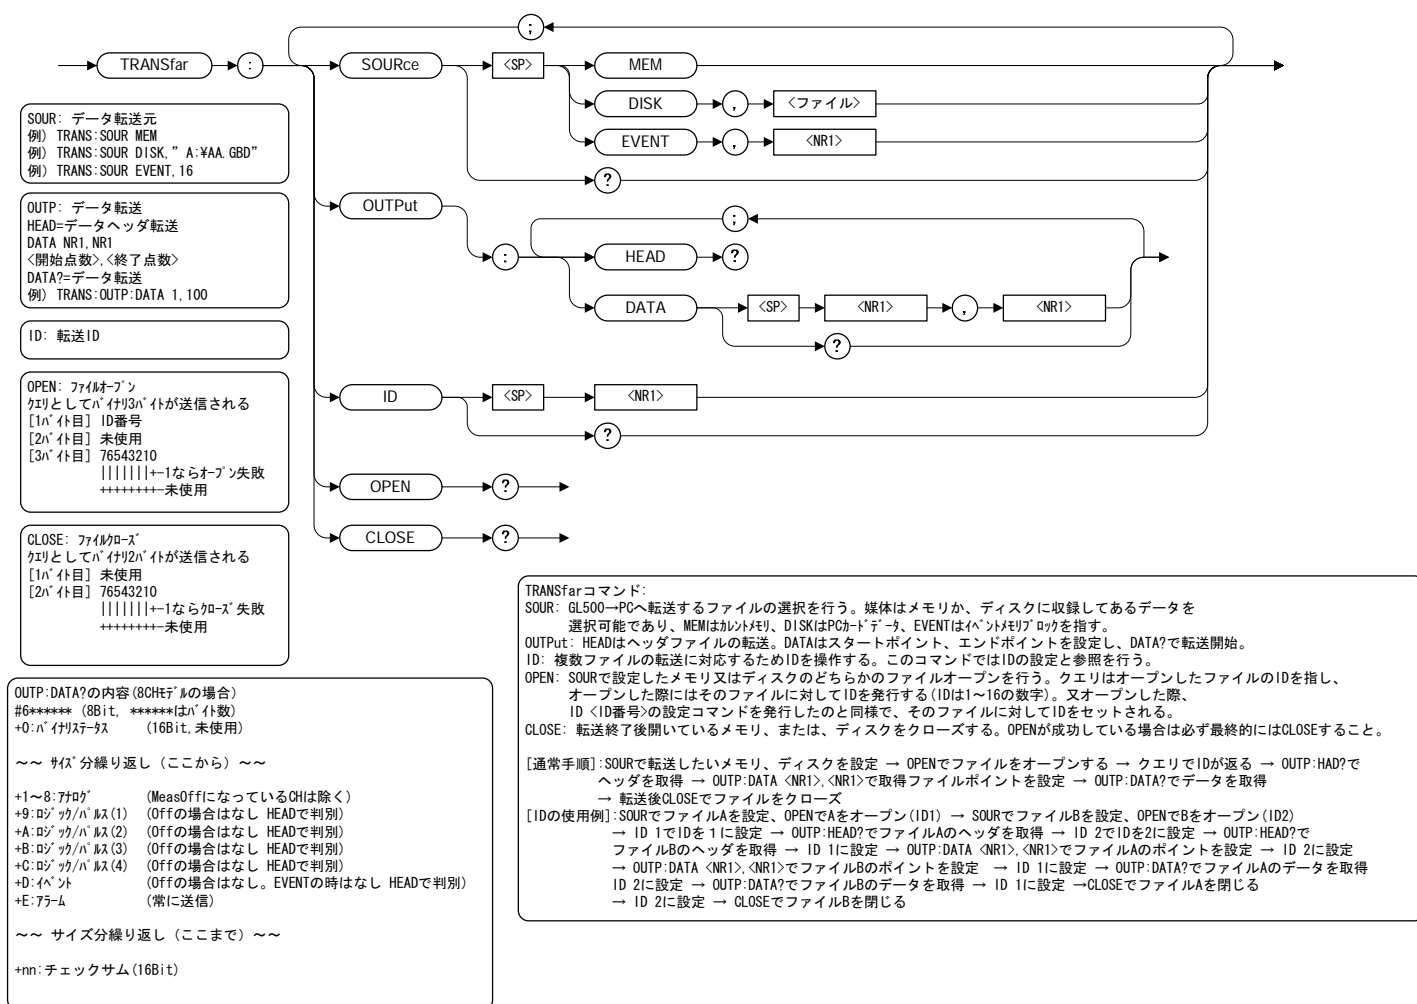 ;
TRANSfar : SOURce <SP> MEM
DISK , <ファイル>
EVENT , <NR1>
?
SOUR: データ転送元
例) TRANS:SOUR MEM
例) TRANS:SOUR DISK,” A:¥AA.GBD”
例) TRANS:SOUR EVENT,16
OUTPut : HEAD ?
;
DATA <SP> <NR1> , <NR1>
?
OUTP: データ転送
HEAD=データヘッダ転送
DATA NR1,NR1
<開始点数>,<終了点数>
DATA?=データ転送
例) TRANS:OUTP:DATA 1,100
ID: 転送ID
ID <SP> <NR1>
?
OPEN ?
CLOSE ?
OPEN: ﾌｧｲﾙｵｰﾌﾟﾝ
ｸｴﾘとしてﾊﾞｲﾅﾘ3ﾊﾞｲﾄが送信される
[1ﾊﾞｲﾄ目] ID番号
[2ﾊﾞｲﾄ目] 未使用
[3ﾊﾞｲﾄ目] 76543210
|||||||+-1ならｵｰﾌﾟﾝ失敗
++++++++-未使用
CLOSE: ﾌｧｲﾙｸﾛｰｽﾞ
ｸｴﾘとしてﾊﾞｲﾅﾘ2ﾊﾞｲﾄが送信される
[1ﾊﾞｲﾄ目] 未使用
[2ﾊﾞｲﾄ目] 76543210
|||||||+-1ならｸﾛｰｽﾞ失敗
++++++++-未使用
OUTP:DATA?の内容(8CHﾓﾃﾞﾙの場合)
#6****** (8Bit, ******はﾊﾞｲﾄ数)
+0:ﾊﾞｲﾅﾘｽﾃｰﾀｽ (16Bit,未使用)
～～ ｻｲｽﾞ分繰り返し（ここから）～～
+1～8:ｱﾅﾛｸﾞ (MeasOffになっているCHは除く)
+9:ﾛｼﾞｯｸ/ﾊﾟﾙｽ(1) (Offの場合はなし HEADで判別)
+A:ﾛｼﾞｯｸ/ﾊﾟﾙｽ(2) (Offの場合はなし HEADで判別)
+B:ﾛｼﾞｯｸ/ﾊﾟﾙｽ(3) (Offの場合はなし HEADで判別)
+C:ﾛｼﾞｯｸ/ﾊﾟﾙｽ(4) (Offの場合はなし HEADで判別)
+D:ｲﾍﾞﾝﾄ (Offの場合はなし。EVENTの時はなし HEADで判別)
+E:ｱﾗｰﾑ (常に送信)
～～ サイズ分繰り返し（ここまで）～～
+nn:チェックサム(16Bit)
TRANSfarコマンド:
SOUR: GL500→PCへ転送するファイルの選択を行う。媒体はメモリか、ディスクに収録してあるデータを
選択可能であり、MEMはｶﾚﾝﾄﾒﾓﾘ、DISKはPCｶｰﾄﾞﾃﾞｰﾀ、EVENTはｲﾍﾞﾝﾄﾒﾓﾘﾌﾞﾛｯｸを指す。
OUTPut: HEADはヘッダファイルの転送。DATAはスタートポイント、エンドポイントを設定し、DATA?で転送開始。
ID: 複数ファイルの転送に対応するためIDを操作する。このコマンドではIDの設定と参照を行う。
OPEN: SOURで設定したメモリ又はディスクのどちらかのファイルオープンを行う。クエリはオープンしたファイルのIDを指し、
オープンした際にはそのファイルに対してIDを発行する(IDは1～16の数字)。又オープンした際、
ID <ID番号>の設定コマンドを発行したのと同様で、そのファイルに対してIDをセットされる。
CLOSE: 転送終了後開いているメモリ、または、ディスクをクローズする。OPENが成功している場合は必ず最終的にはCLOSEすること。
[通常手順]:SOURで転送したいメモリ、ディスクを設定 → OPENでファイルをオープンする → クエリでIDが返る → OUTP:HAD?で
ヘッダを取得 → OUTP:DATA <NR1>,<NR1>で取得ファイルポイントを設定 → OUTP:DATA?でデータを取得
→ 転送後CLOSEでファイルをクローズ
[IDの使用例]:SOURでファイルAを設定、OPENでAをオープン(ID1) → SOURでファイルBを設定、OPENでBをオープン(ID2)
→ ID 1でIDを１に設定 → OUTP:HEAD?でファイルAのヘッダを取得 → ID 2でIDを2に設定 → OUTP:HEAD?で
ファイルBのヘッダを取得 → ID 1に設定 → OUTP:DATA <NR1>,<NR1>でファイルAのポイントを設定 → ID 2に設定
→ OUTP:DATA <NR1>,<NR1>でファイルBのポイントを設定 → ID 1に設定 → OUTP:DATA?でファイルAのデータを取得
ID 2に設定 → OUTP:DATA?でファイルBのデータを取得 → ID 1に設定 →CLOSEでファイルAを閉じる
→ ID 2に設定 → CLOSEでファイルBを閉じる